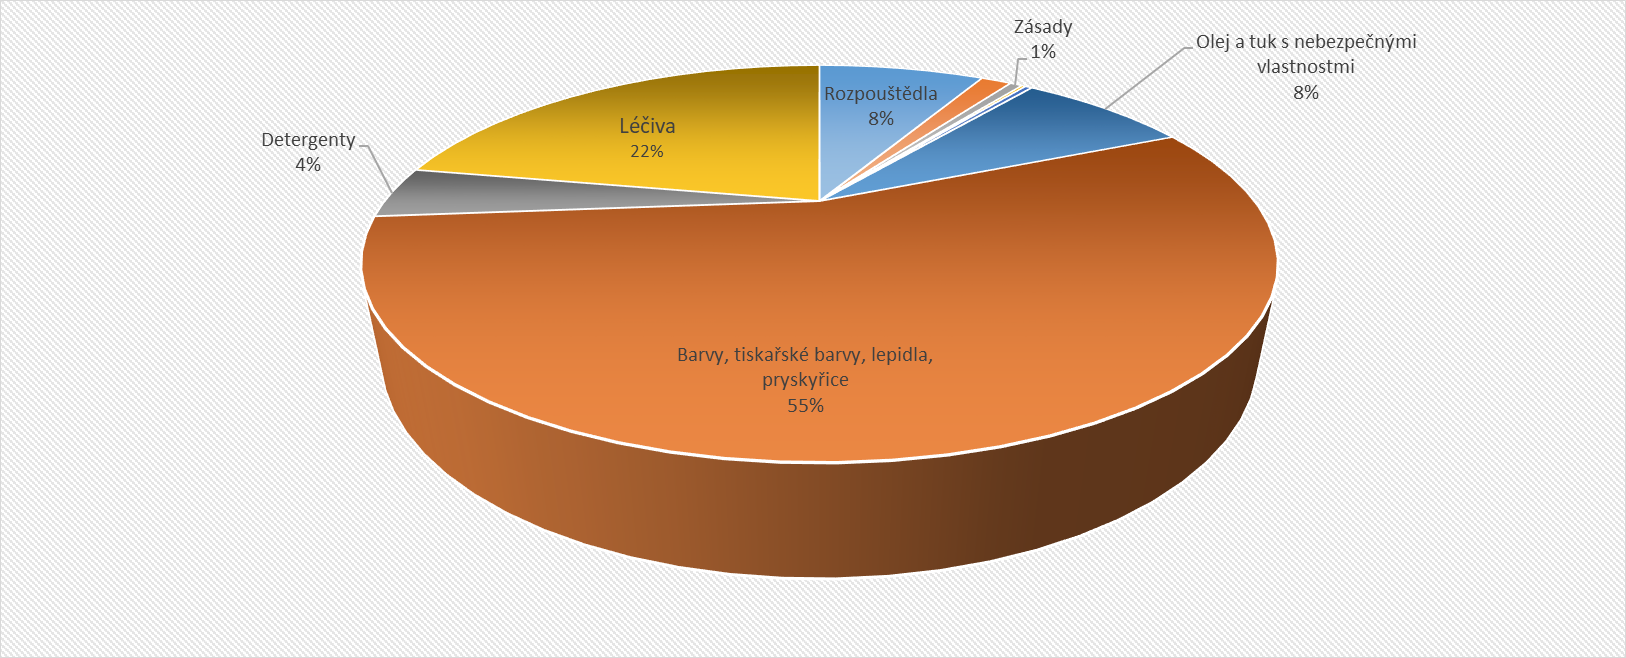 Zásady
1%
Olej a tuk s nebezpečnými
vlastnostmi
8%
Rozpouštědla
8%
Léčiva
22%
Detergenty
4%
Barvy, tiskařské barvy, lepidla,
pryskyřice
55%